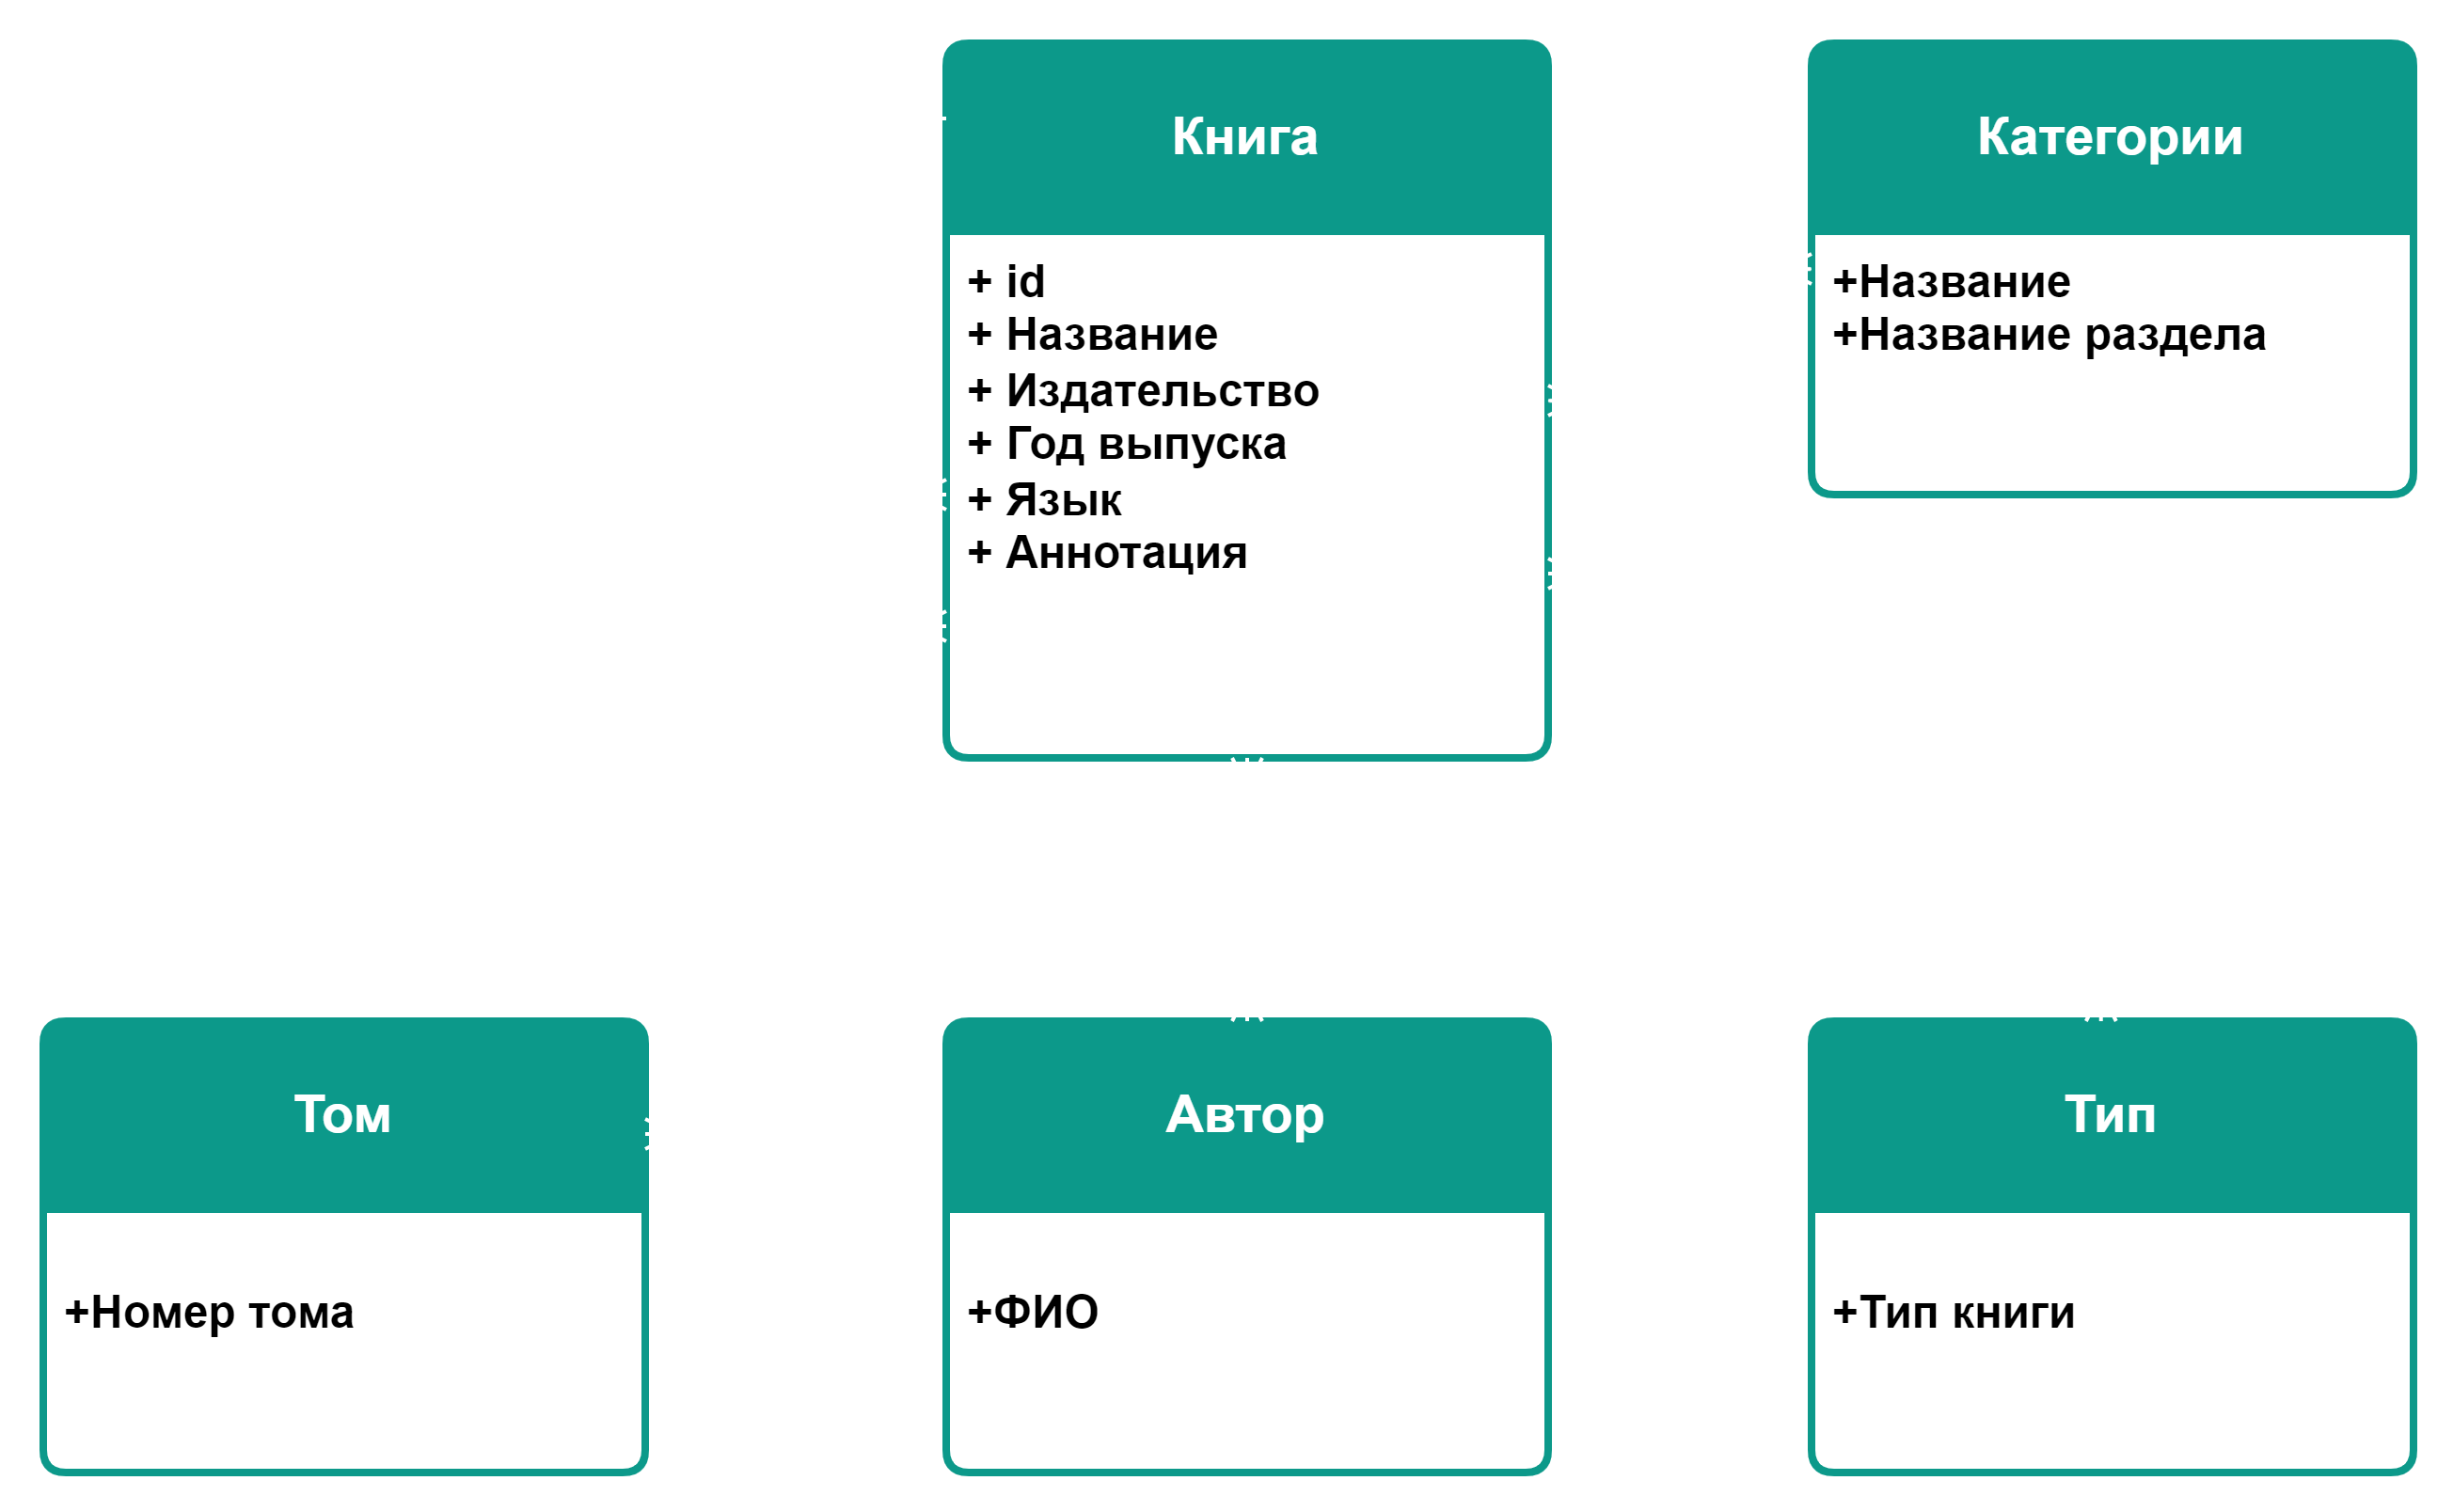 Книга
+ id
+ Название
+ Издательство
+ Год выпуска
+ Язык
+ Аннотация
Категории
+Название
+Название раздела
Том
+Номер тома
Автор
+ФИО
Тип
+Тип книги